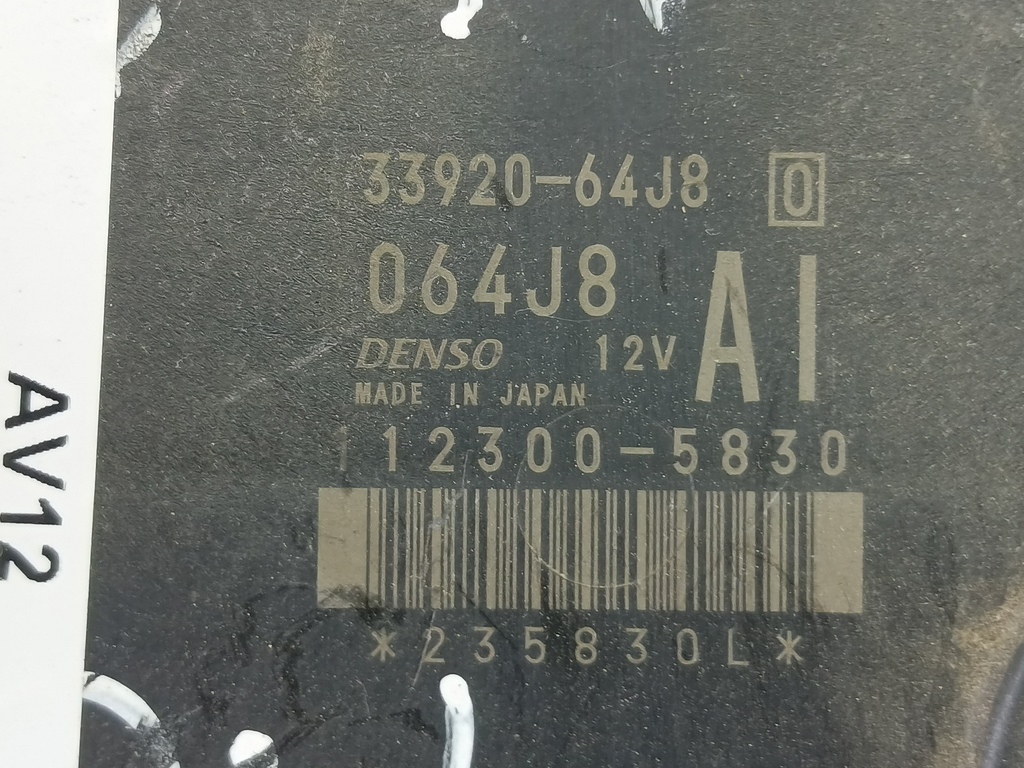 33920-64J8 0
064J8
DENSO 12V AI
MADE IN JAPAN
112300-5830
*235830L*
AV12